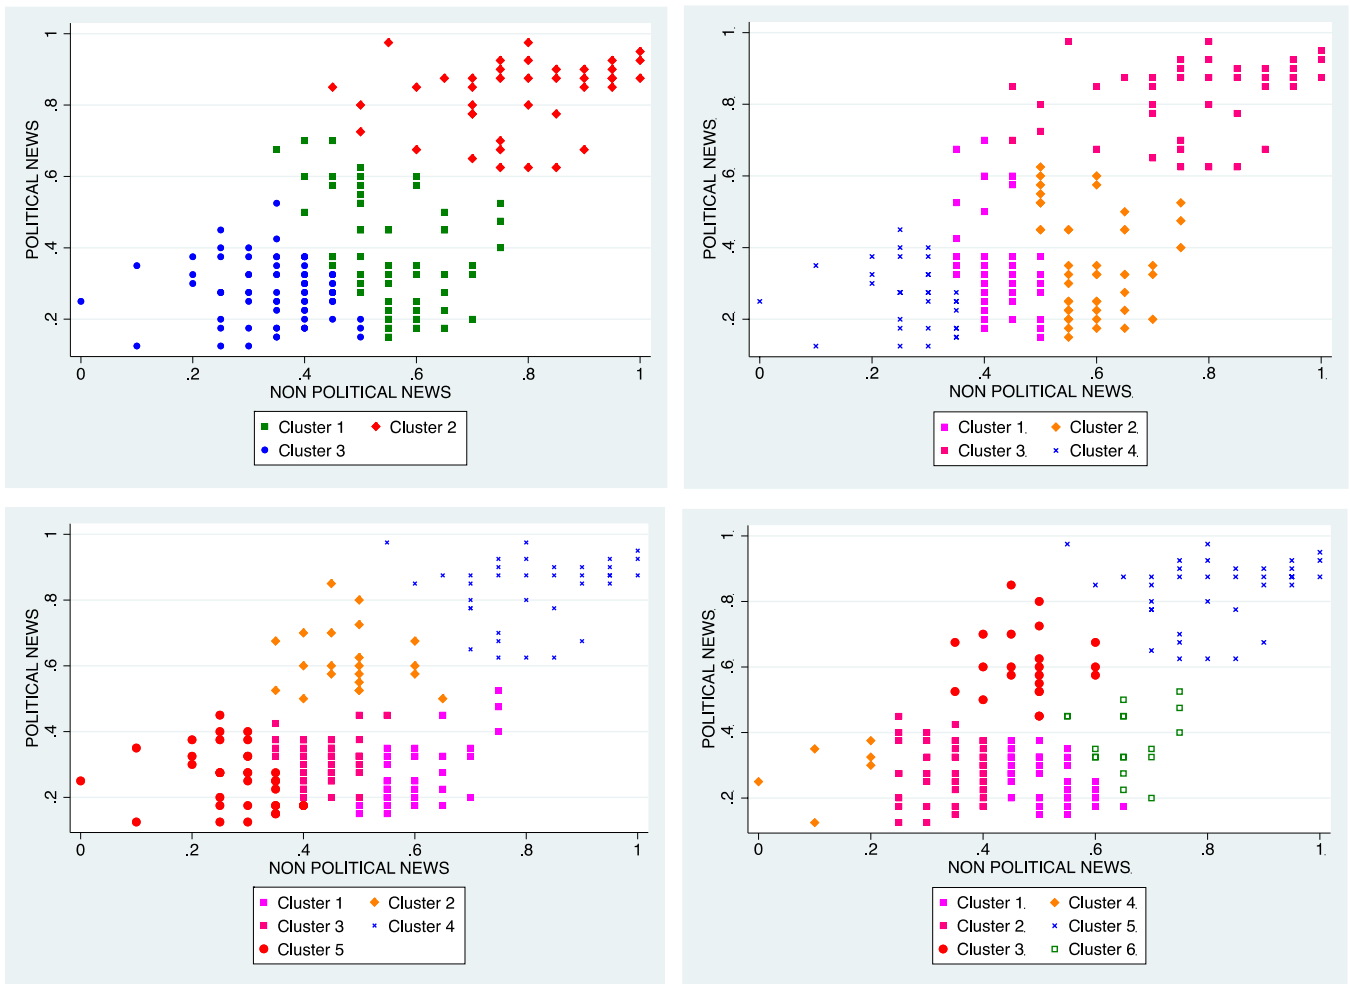 1
.8
.6
.4
.2
POLITICAL NEWS
0 .2 .4 .6 .8 1
NON POLITICAL NEWS
Cluster 1 Cluster 2
Cluster 3
1.
.8
.6
.4
.2
POLITICAL NEWS.
0 .2 .4 .6 .8 1.
NON POLITICAL NEWS.
Cluster 1. Cluster 2.
Cluster 3. Cluster 4.
1
.8
.6
.4
.2
POLITICAL NEWS
0 .2 .4 .6 .8 1
NON POLITICAL NEWS
Cluster 1 Cluster 2
Cluster 3 Cluster 4
Cluster 5
1.
.8
.6
.4
.2
POLITICAL NEWS.
0 .2 .4 .6 .8 1.
NON POLITICAL NEWS.
Cluster 1. Cluster 4.
Cluster 2. Cluster 5.
Cluster 3. Cluster 6.